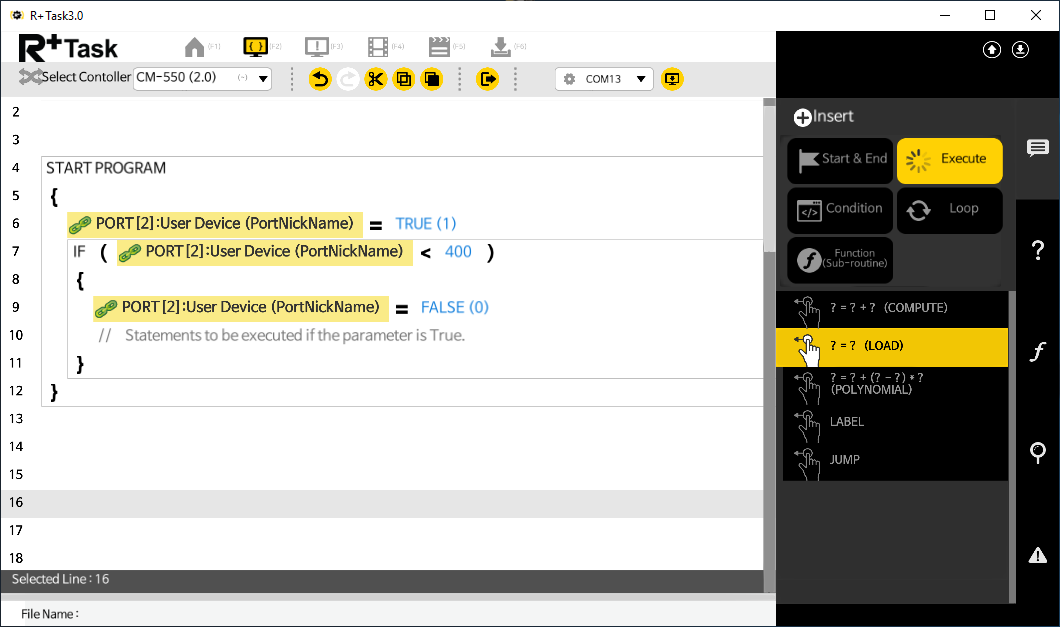 R+ Task3.0
R+Task
(F1) (F2) (F3) (F4) (F5) (F6)
Select Contoller CM-550 (2.0) (-) COM13
2
3
4 START PROGRAM
5 {
6 PORT[2]:User Device (PortNickName) = TRUE (1)
7 IF ( PORT[2]:User Device (PortNickName) < 400 )
8 {
9 PORT[2]:User Device (PortNickName) = FALSE (0)
10 // Statements to be executed if the parameter is True.
11 }
12 }
13
14
15
16
17
18
Selected Line : 16
File Name :
Insert
Start & End
Execute
Condition
Loop
Function
(Sub-routine)
? = ? + ? (COMPUTE)
? = ? (LOAD)
? = ? + (? - ?) * ?
(POLYNOMIAL)
LABEL
JUMP